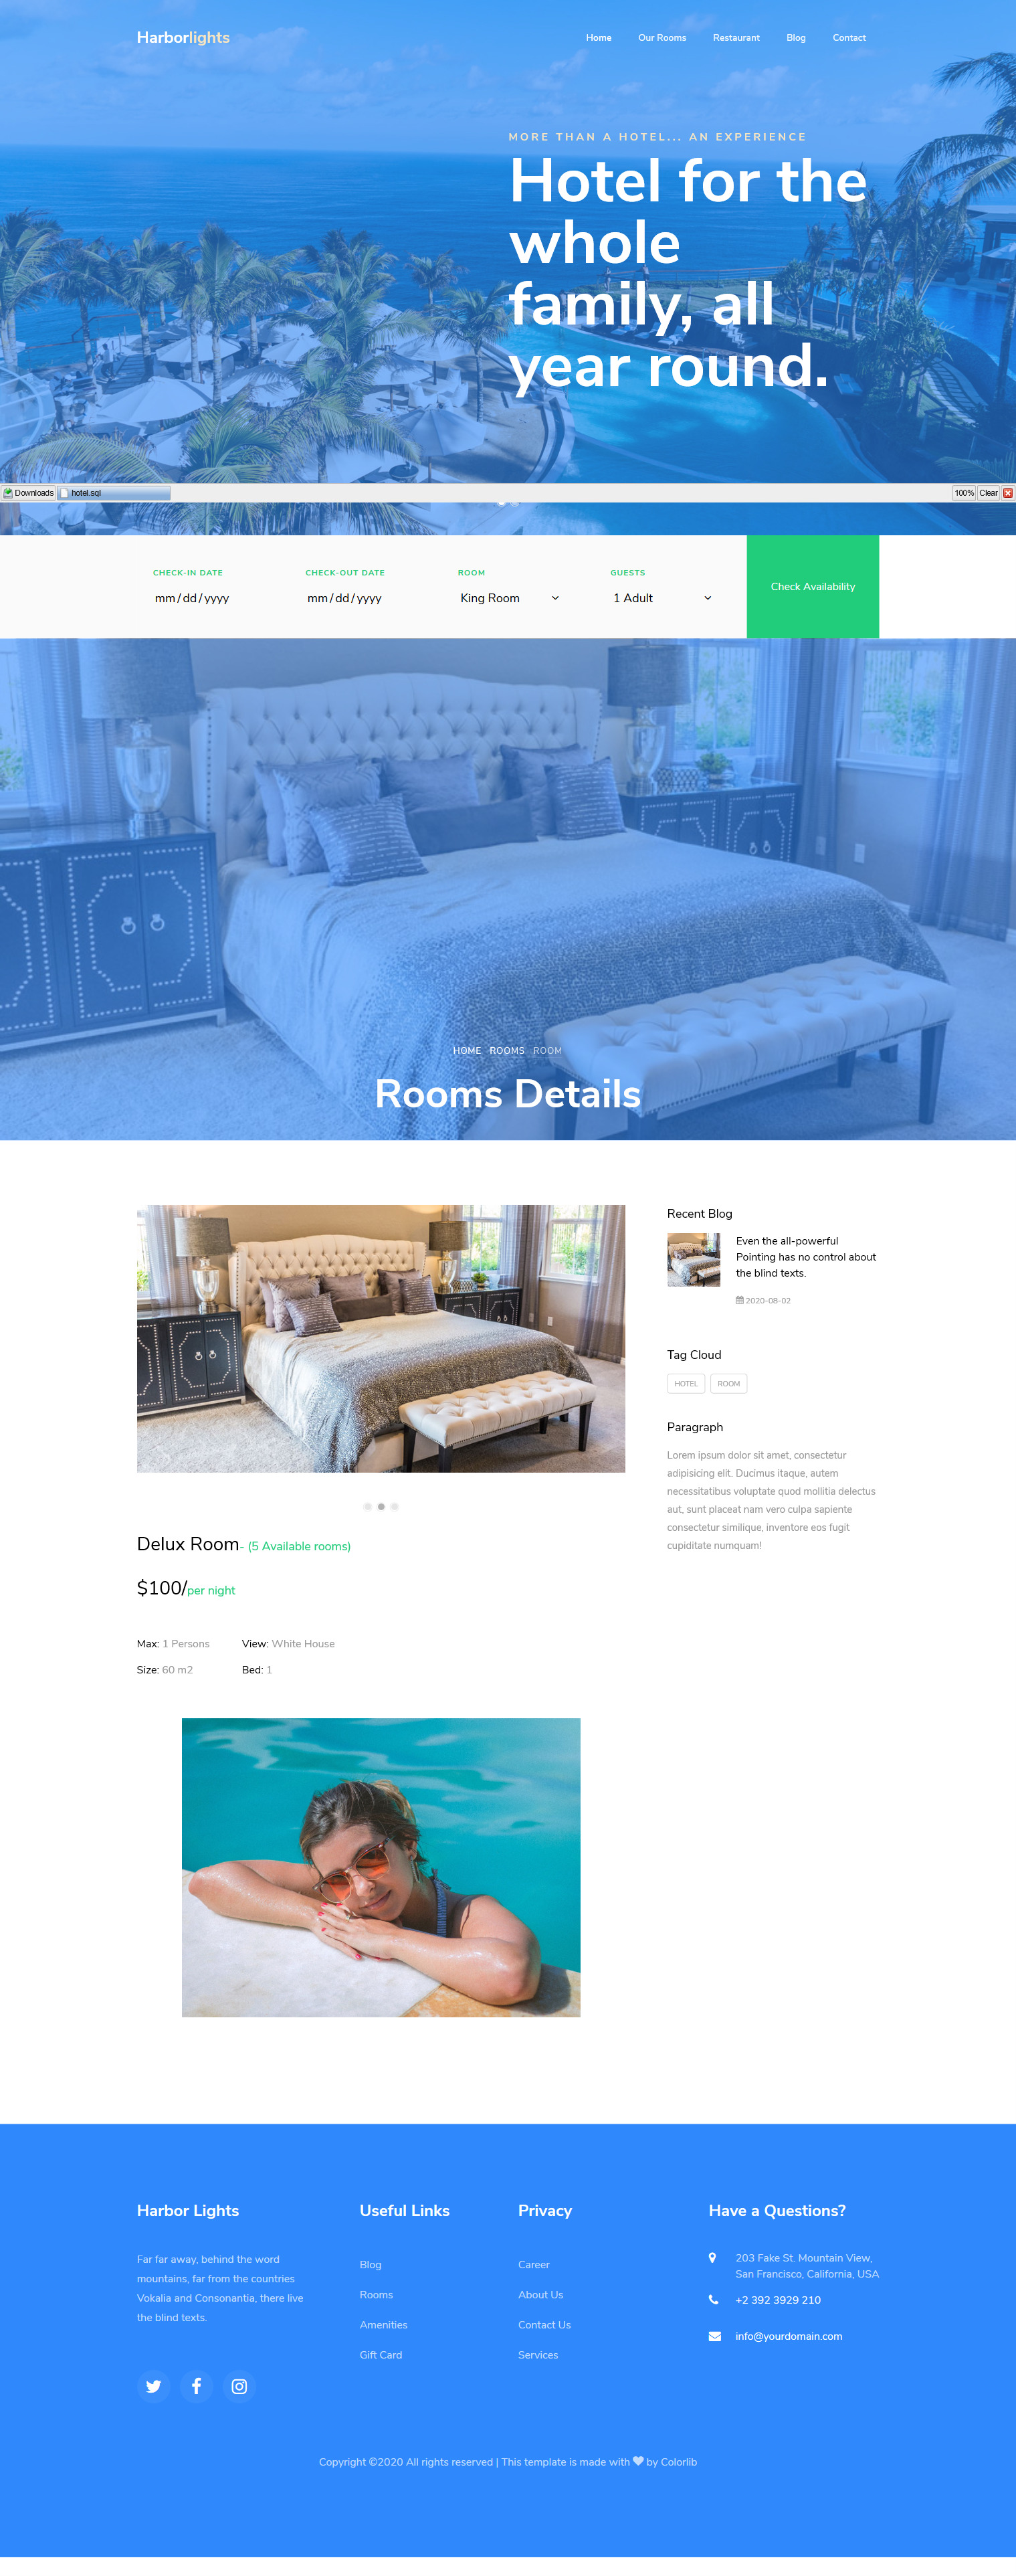 Harborlights
Home Our Rooms Restaurant Blog Contact
MORE THAN A HOTEL... AN EXPERIENCE
Hotel for the
whole
family, all
year round.
Downloads hotel.sql 100% Clear
CHECK-IN DATE CHECK-OUT DATE ROOM GUESTS
mm/dd/yyyy mm/dd/yyyy King Room 1 Adult
Check Availability
HOME ROOMS ROOM
Rooms Details
Delux Room- (5 Available rooms)
$100/per night
Max: 1 Persons View: White House
Size: 60 m2 Bed: 1
Recent Blog
Even the all-powerful
Pointing has no control about
the blind texts.
2020-08-02
Tag Cloud
HOTEL ROOM
Paragraph
Lorem ipsum dolor sit amet, consectetur
adipisicing elit. Ducimus itaque, autem
necessitatibus voluptate quod mollitia delectus
aut, sunt placeat nam vero culpa sapiente
consectetur similique, inventore eos fugit
cupiditate numquam!
Harbor Lights
Far far away, behind the word
mountains, far from the countries
Vokalia and Consonantia, there live
the blind texts.
Useful Links
Blog
Rooms
Amenities
Gift Card
Privacy
Career
About Us
Contact Us
Services
Have a Questions?
203 Fake St. Mountain View,
San Francisco, California, USA
+2 392 3929 210
info@yourdomain.com
Copyright ©2020 All rights reserved | This template is made with ♥ by Colorlib